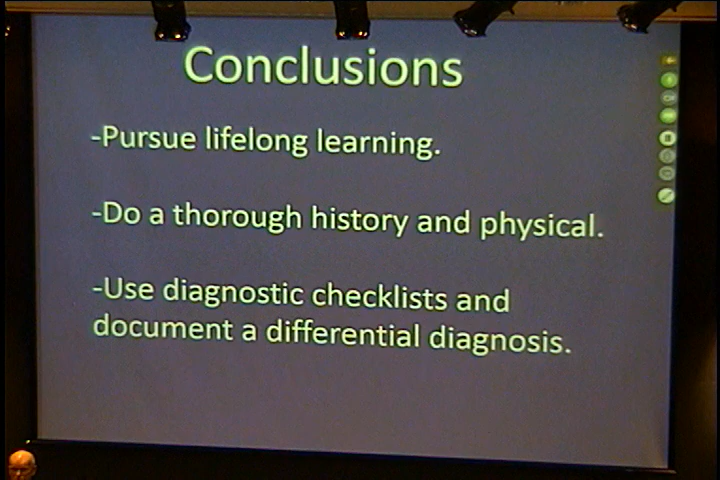 Conclusions
-Pursue lifelong learning.
-Do a thorough history and physical.
-Use diagnostic checklists and
document a differential diagnosis.